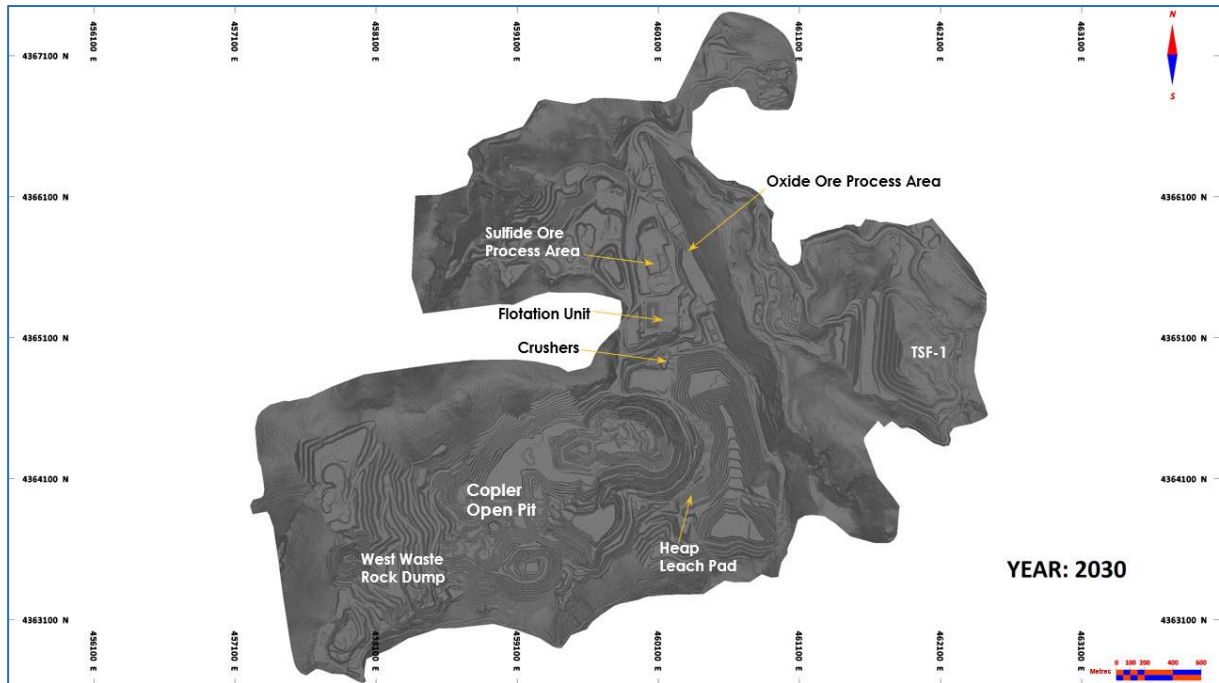 456100 E
457100 E
458100 E
459100 E
460100 E
461100 E
462100 E
463100 E
N
S
4367100 N
4367100 N
4366100 N
4366100 N
Oxide Ore Process Area
Sulfide Ore
Process Area
Flotation Unit
4365100 N
4365100 N
Crushers
TSF-1
4364100 N
4364100 N
Copler
Open Pit
Heap
Leach Pad
West Waste
Rock Dump
YEAR: 2030
4363100 N
4363100 N
456100 E
457100 E
458100 E
459100 E
460100 E
461100 E
462100 E
463100 E
0 100 200 400 600
Metres